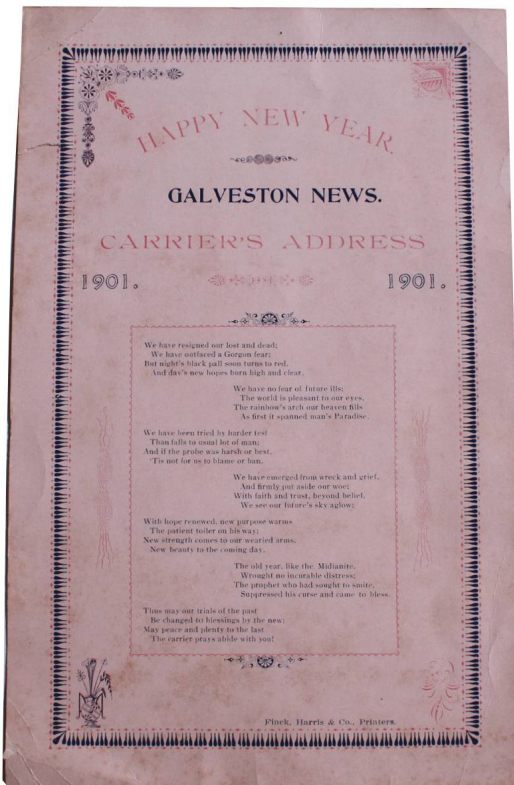 HAPPY NEW YEAR.
GALVESTON NEWS.
CARRIER'S ADDRESS
1901. 1901.
We have resigned our lost and dead;
We have outfaced a Gorgon fear;
But night's black pall soon turns to red,
And day's new hopes burn high and clear.
We have no fear of future ills;
The world is pleasant to our eyes,
The rainbow's arch our heaven fills
As first it spanned man's Paradise.
We have been tried by harder test
Than falls to usual lot of man;
And if the probe was harsh or best,
'Tis not for us to blame or ban.
We have emerged from wreck and grief,
And firmly put aside our woe;
With faith and trust, beyond belief,
We see our future's sky aglow;
With hope renewed, new purpose warms
The patient toiler on his way;
New strength comes to our wearied arms,
New beauty to the coming day.
The old year, like the Midianite,
Wrought no incurable distress;
The prophet who had sought to smite,
Suppressed his curse and came to bless.
Thus may our trials of the past
Be changed to blessings by the new;
May peace and plenty to the last
The carrier prays abide with you!
Finck, Harris & Co., Printers.